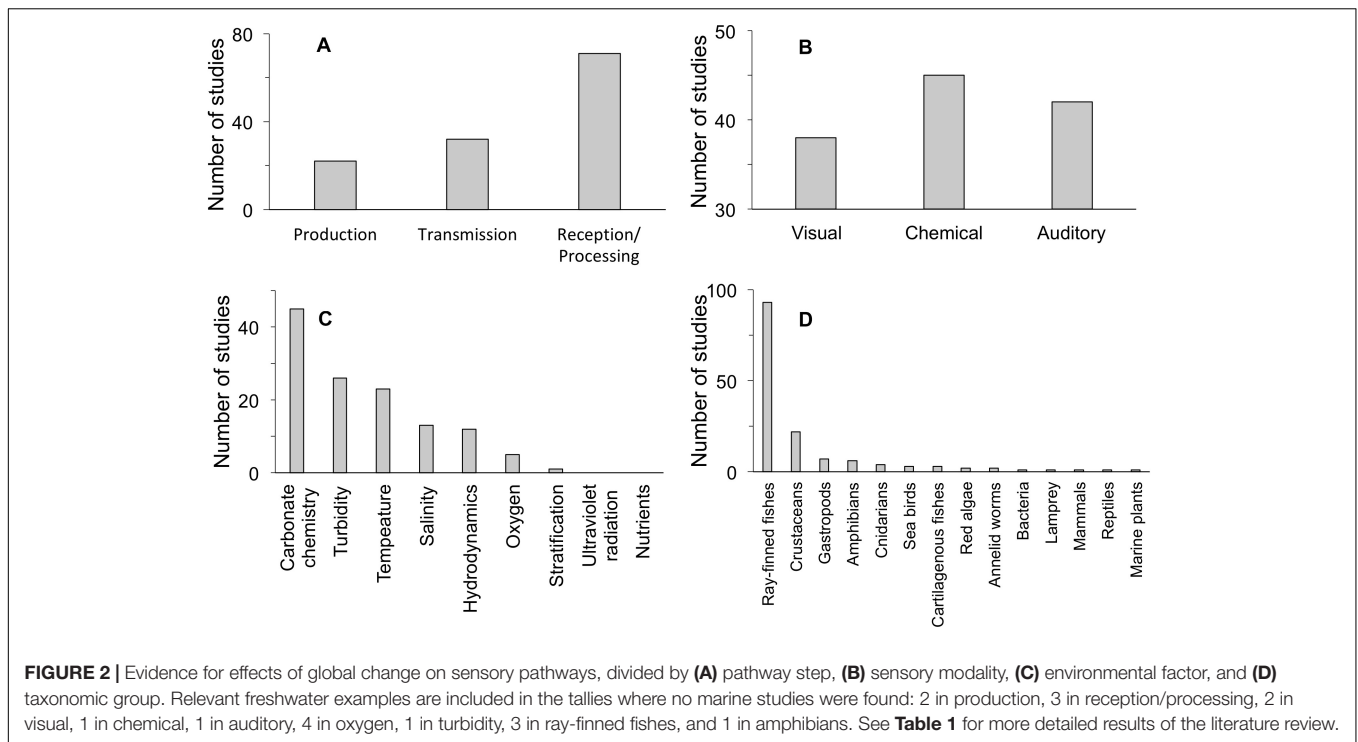 A
Number of studies
80
40
0
Production
Transmission
Reception/
Processing
B
Number of studies
50
40
30
Visual
Chemical
Auditory
C
Number of studies
40
20
0
Carbonate
chemistry
Turbidity
Tempeature
Salinity
Hydrodynamics
Oxygen
Stratification
Ultraviolet
radiation
Nutrients
D
Number of studies
100
50
0
Ray-finned fishes
Crustaceans
Gastropods
Amphibians
Cnidarians
Sea birds
Cartilagenous fishes
Red algae
Annelid worms
Bacteria
Lamprey
Mammals
Reptiles
Marine plants
FIGURE 2 | Evidence for effects of global change on sensory pathways, divided by (A) pathway step, (B) sensory modality, (C) environmental factor, and (D)
taxonomic group. Relevant freshwater examples are included in the tallies where no marine studies were found: 2 in production, 3 in reception/processing, 2 in
visual, 1 in chemical, 1 in auditory, 4 in oxygen, 1 in turbidity, 3 in ray-finned fishes, and 1 in amphibians. See Table 1 for more detailed results of the literature review.